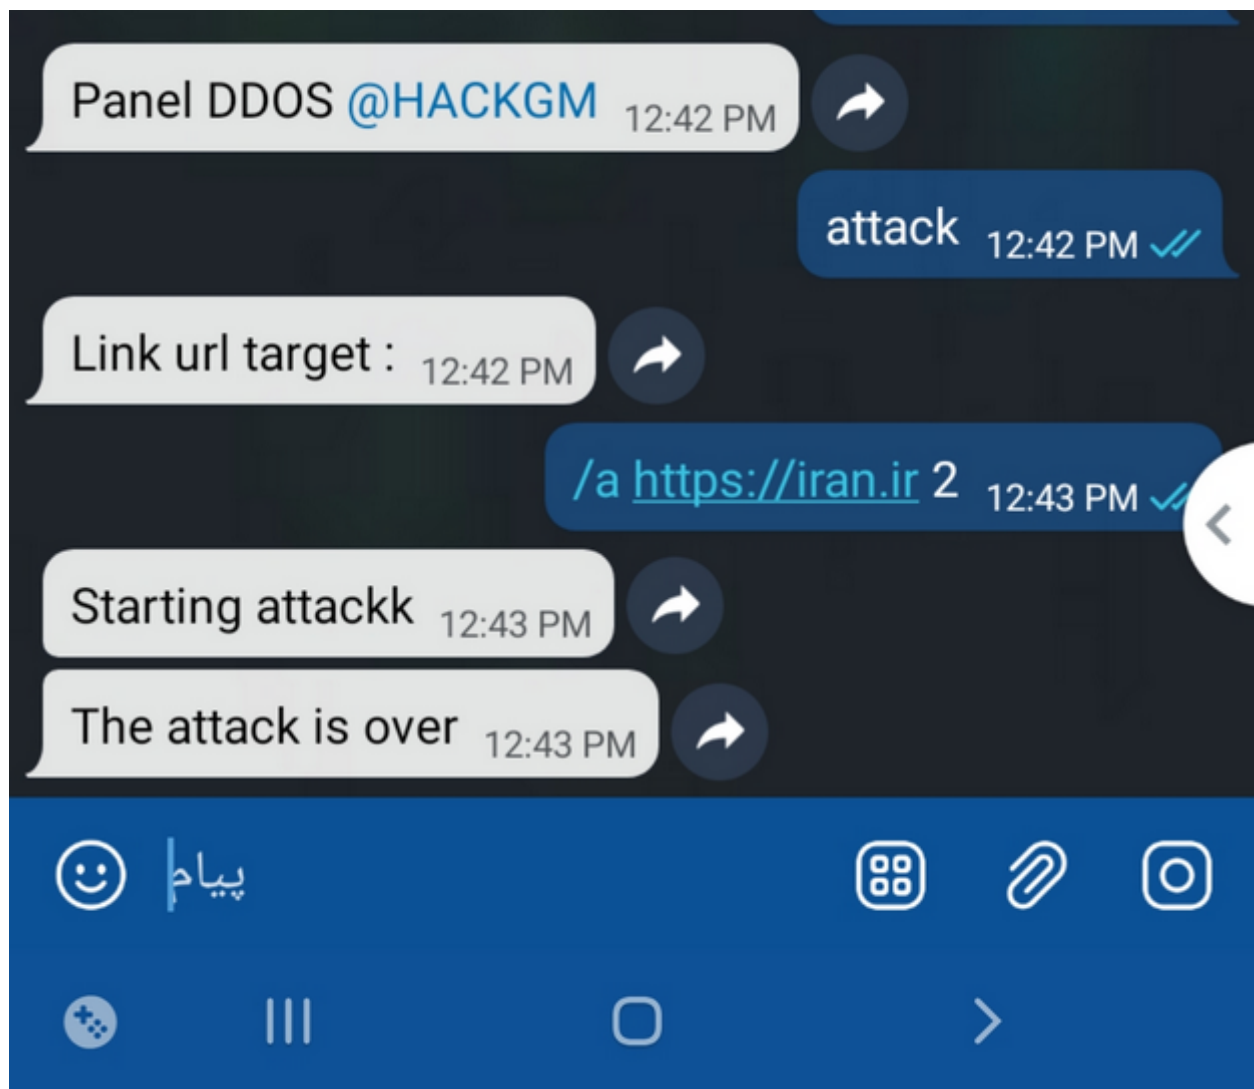 Panel DDOS @HACKGM 12:42 PM
attack 12:42 PM
Link url target : 12:42 PM
/a https://iran.ir 2 12:43 PM
Starting attackk 12:43 PM
The attack is over 12:43 PM
پیام